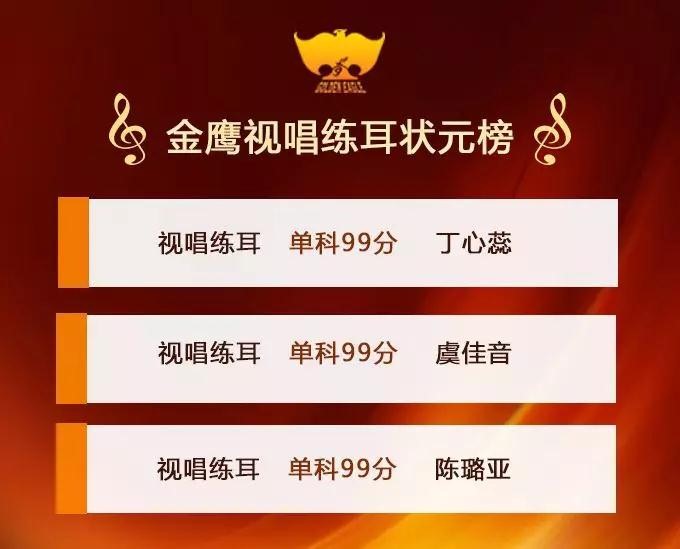 GOLDEN EAGLE
金鹰视唱练耳状元榜
视唱练耳 单科99分 丁心蕊
视唱练耳 单科99分 虞佳音
视唱练耳 单科99分 陈璐亚